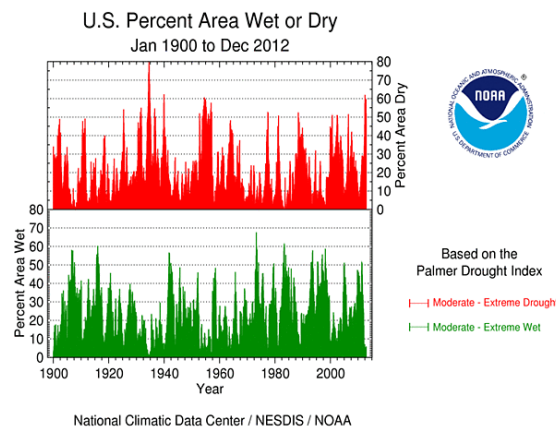 U.S. Percent Area Wet or Dry
Jan 1900 to Dec 2012
80
70
60
50
40
30
20
10
0
Percent Area Dry
80
70
60
50
40
30
20
10
0
Percent Area Wet
1900 1920 1940 1960 1980 2000
Year
NATIONAL OCEANIC AND ATMOSPHERIC ADMINISTRATION
NOAA
U.S. DEPARTMENT OF COMMERCE
Based on the
Palmer Drought Index
Moderate - Extreme Drough
Moderate - Extreme Wet
National Climatic Data Center / NESDIS / NOAA